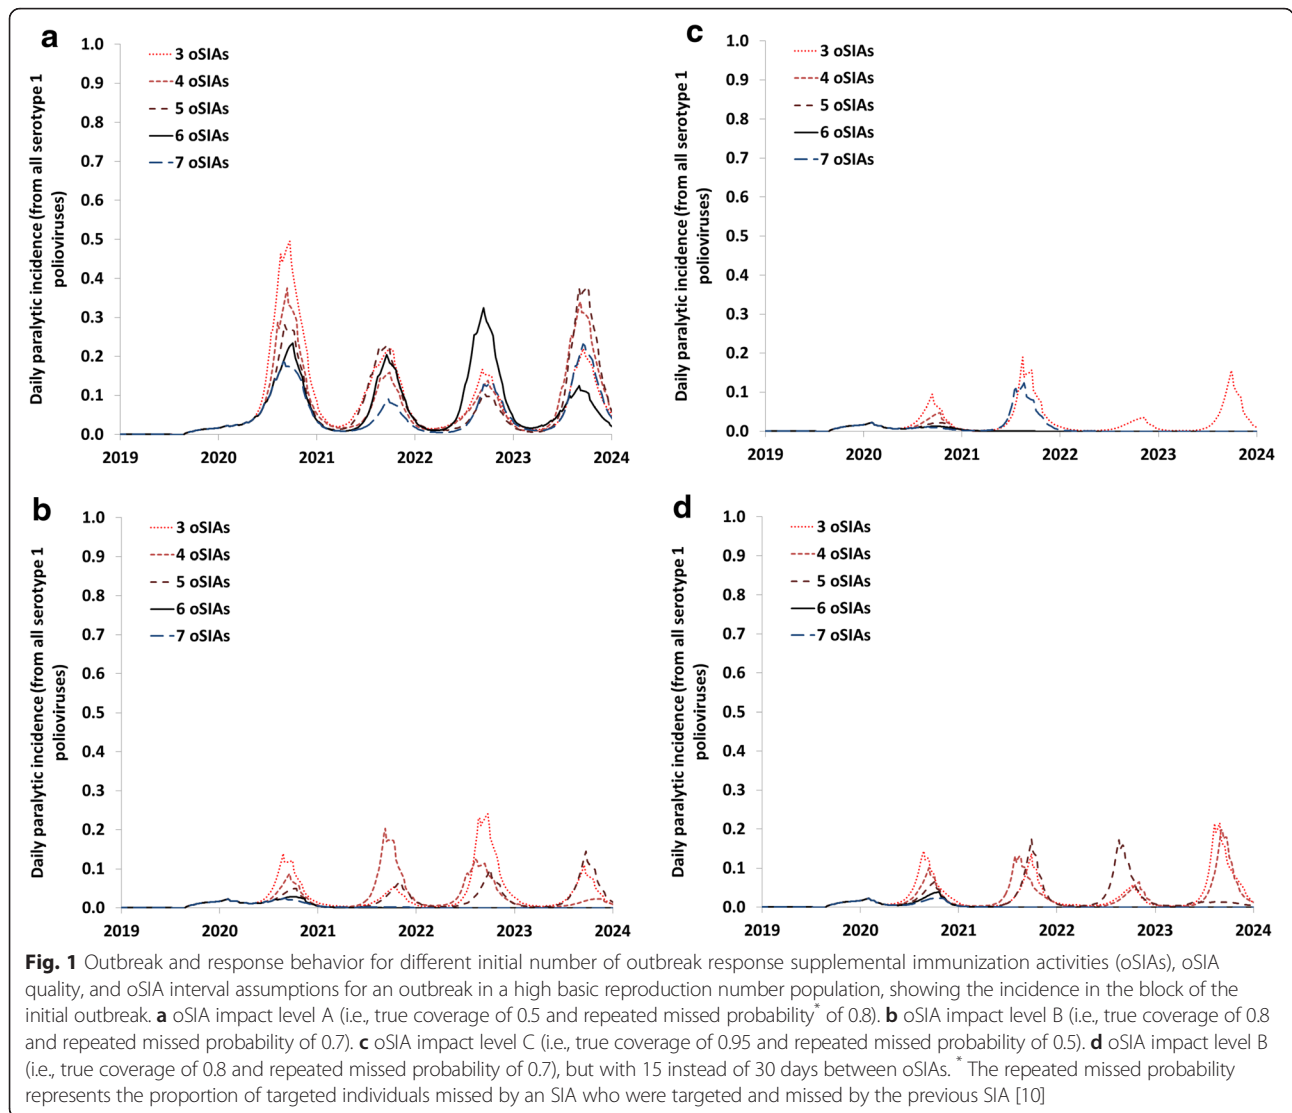 a
Daily paralytic incidence (from all serotype 1
polioviruses)
1.0
0.9
0.8
0.7
0.6
0.5
0.4
0.3
0.2
0.1
0.0
2019 2020 2021 2022 2023 2024
3 oSIAs
4 oSIAs
5 oSIAs
6 oSIAs
7 oSIAs
c
Daily paralytic incidence (from all serotype 1
polioviruses)
1.0
0.9
0.8
0.7
0.6
0.5
0.4
0.3
0.2
0.1
0.0
2019 2020 2021 2022 2023 2024
3 oSIAs
4 oSIAs
5 oSIAs
6 oSIAs
7 oSIAs
b
Daily paralytic incidence (from all serotype 1
polioviruses)
1.0
0.9
0.8
0.7
0.6
0.5
0.4
0.3
0.2
0.1
0.0
2019 2020 2021 2022 2023 2024
3 oSIAs
4 oSIAs
5 oSIAs
6 oSIAs
7 oSIAs
d
Daily paralytic incidence (from all serotype 1
polioviruses)
1.0
0.9
0.8
0.7
0.6
0.5
0.4
0.3
0.2
0.1
0.0
2019 2020 2021 2022 2023 2024
3 oSIAs
4 oSIAs
5 oSIAs
6 oSIAs
7 oSIAs
Fig. 1 Outbreak and response behavior for different initial number of outbreak response supplemental immunization activities (oSIAs), oSIA
quality, and oSIA interval assumptions for an outbreak in a high basic reproduction number population, showing the incidence in the block of the
initial outbreak. a oSIA impact level A (i.e., true coverage of 0.5 and repeated missed probability* of 0.8). b oSIA impact level B (i.e., true coverage of 0.8
and repeated missed probability of 0.7). c oSIA impact level C (i.e., true coverage of 0.95 and repeated missed probability of 0.5). d oSIA impact level B
(i.e., true coverage of 0.8 and repeated missed probability of 0.7), but with 15 instead of 30 days between oSIAs. * The repeated missed probability
represents the proportion of targeted individuals missed by an SIA who were targeted and missed by the previous SIA [10]